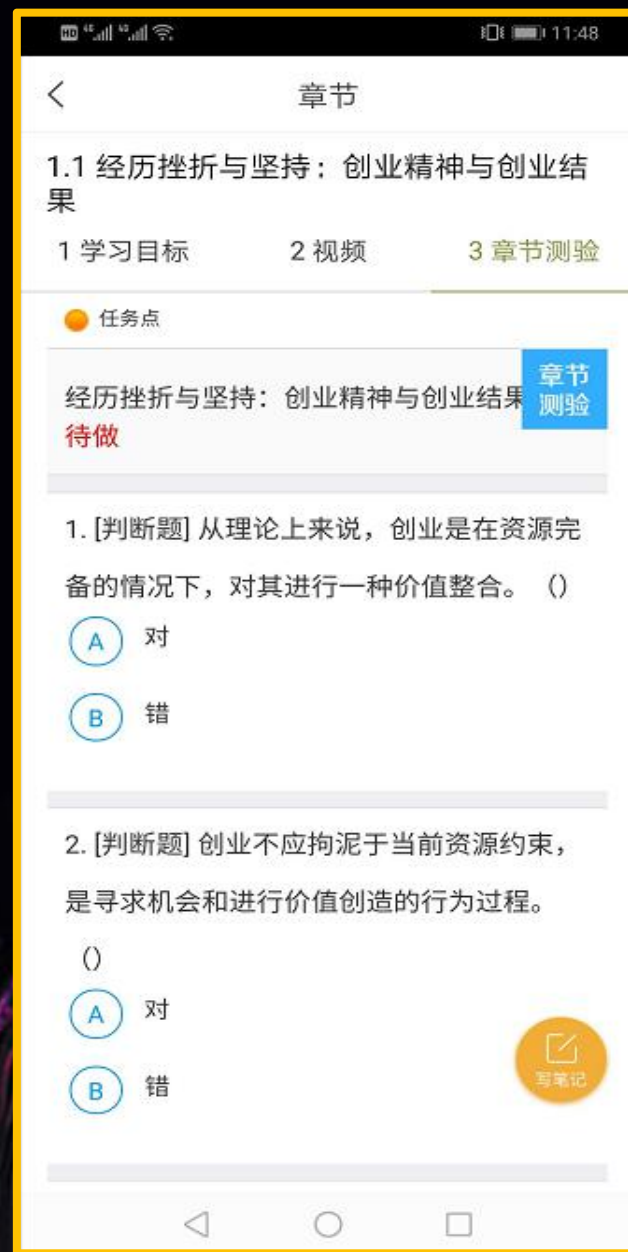 HD 4G 4G 11:48
章节
1.1 经历挫折与坚持：创业精神与创业结
果
1 学习目标 2 视频 3 章节测验
任务点
章节
测验
经历挫折与坚持：创业精神与创业结果
待做
1. [判断题] 从理论上来说，创业是在资源完
备的情况下，对其进行一种价值整合。（）
A 对
B 错
2. [判断题] 创业不应拘泥于当前资源约束，
是寻求机会和进行价值创造的行为过程。
（）
A 对
B 错
写笔记